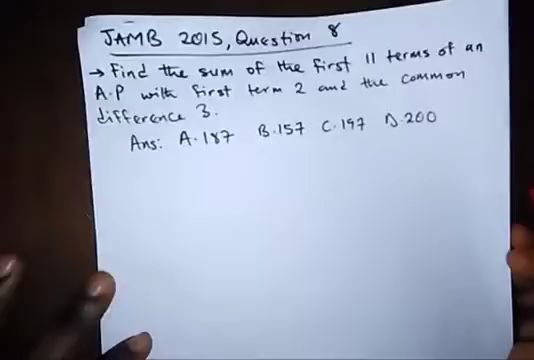 JAMB 2015, Question 8
→ Find the sum of the first 11 terms of an
A.P with first term 2 and the common
difference 3.
Ans: A.187 B.157 C.197 D.200